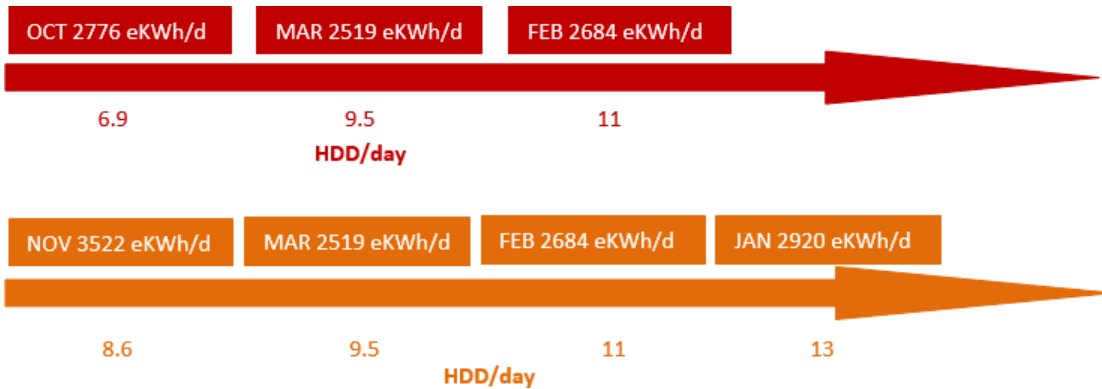 OCT 2776 eKWh/d MAR 2519 eKWh/d FEB 2684 eKWh/d
6.9 9.5 11
HDD/day
NOV 3522 eKWh/d MAR 2519 eKWh/d FEB 2684 eKWh/d JAN 2920 eKWh/d
8.6 9.5 11 13
HDD/day